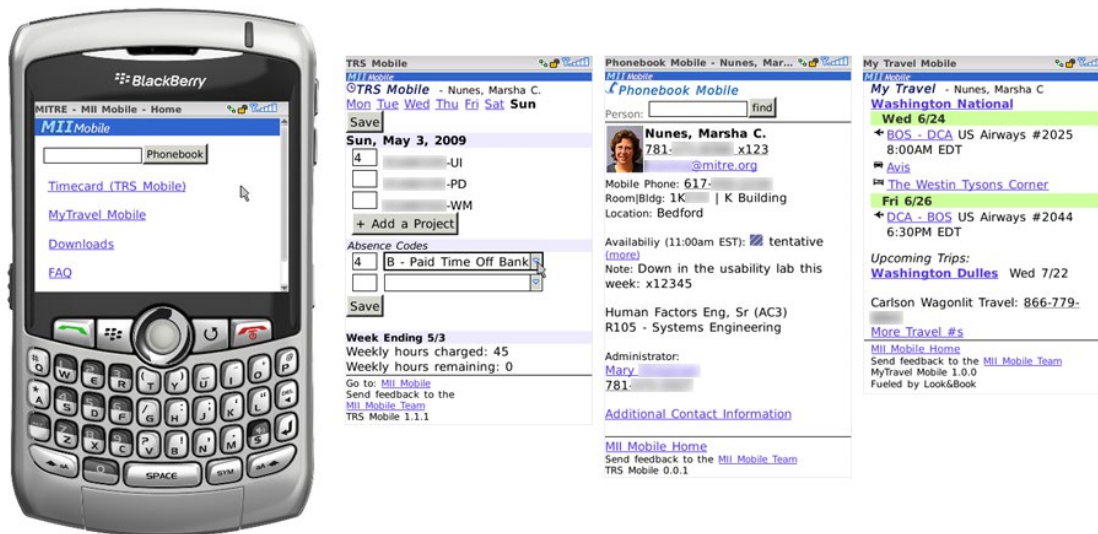 BlackBerry
MITRE - MII Mobile - Home
MII Mobile
Phonebook
Timecard (TRS Mobile)
MyTravel Mobile
Downloads
FAQ
Q W E R T Y U I O P
A S D F G H J K L DEL
Z X C V B N M $
aA 0 SPACE SYM aA
TRS Mobile
MII Mobile
TRS Mobile - Nunes, Marsha C.
Mon Tue Wed Thu Fri Sat Sun
Save
Sun, May 3, 2009
4 -UI
-PD
-WM
+ Add a Project
Absence Codes
4 B - Paid Time Off Bank
Save
Week Ending 5/3
Weekly hours charged: 45
Weekly hours remaining: 0
Go to: MII Mobile
Send feedback to the
MII Mobile Team
TRS Mobile 1.1.1
Phonebook Mobile - Nunes, Mar...
MII Mobile
Phonebook Mobile
Person: find
Nunes, Marsha C.
781- x123
@mitre.org
Mobile Phone: 617-
Room|Bldg: 1K | K Building
Location: Bedford
Availabiliy (11:00am EST): tentative
(more)
Note: Down in the usability lab this
week: x12345
Human Factors Eng, Sr (AC3)
R105 - Systems Engineering
Administrator:
Mary
781-
Additional Contact Information
MII Mobile Home
Send feedback to the MII Mobile Team
TRS Mobile 0.0.1
My Travel Mobile
MII Mobile
My Travel - Nunes, Marsha C
Washington National
Wed 6/24
BOS - DCA US Airways #2025
8:00AM EDT
Avis
The Westin Tysons Corner
Fri 6/26
DCA - BOS US Airways #2044
6:30PM EDT
Upcoming Trips:
Washington Dulles Wed 7/22
Carlson Wagonlit Travel: 866-779-
More Travel #s
MII Mobile Home
Send feedback to the MII Mobile Team
MyTravel Mobile 1.0.0
Fueled by Look&Book